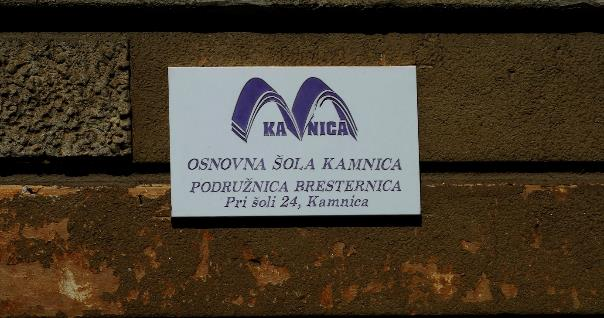 KAMNICA
OSNOVNA ŠOLA KAMNICA
PODRUŽNICA BRESTERNICA
Pri šoli 24, Kamnica